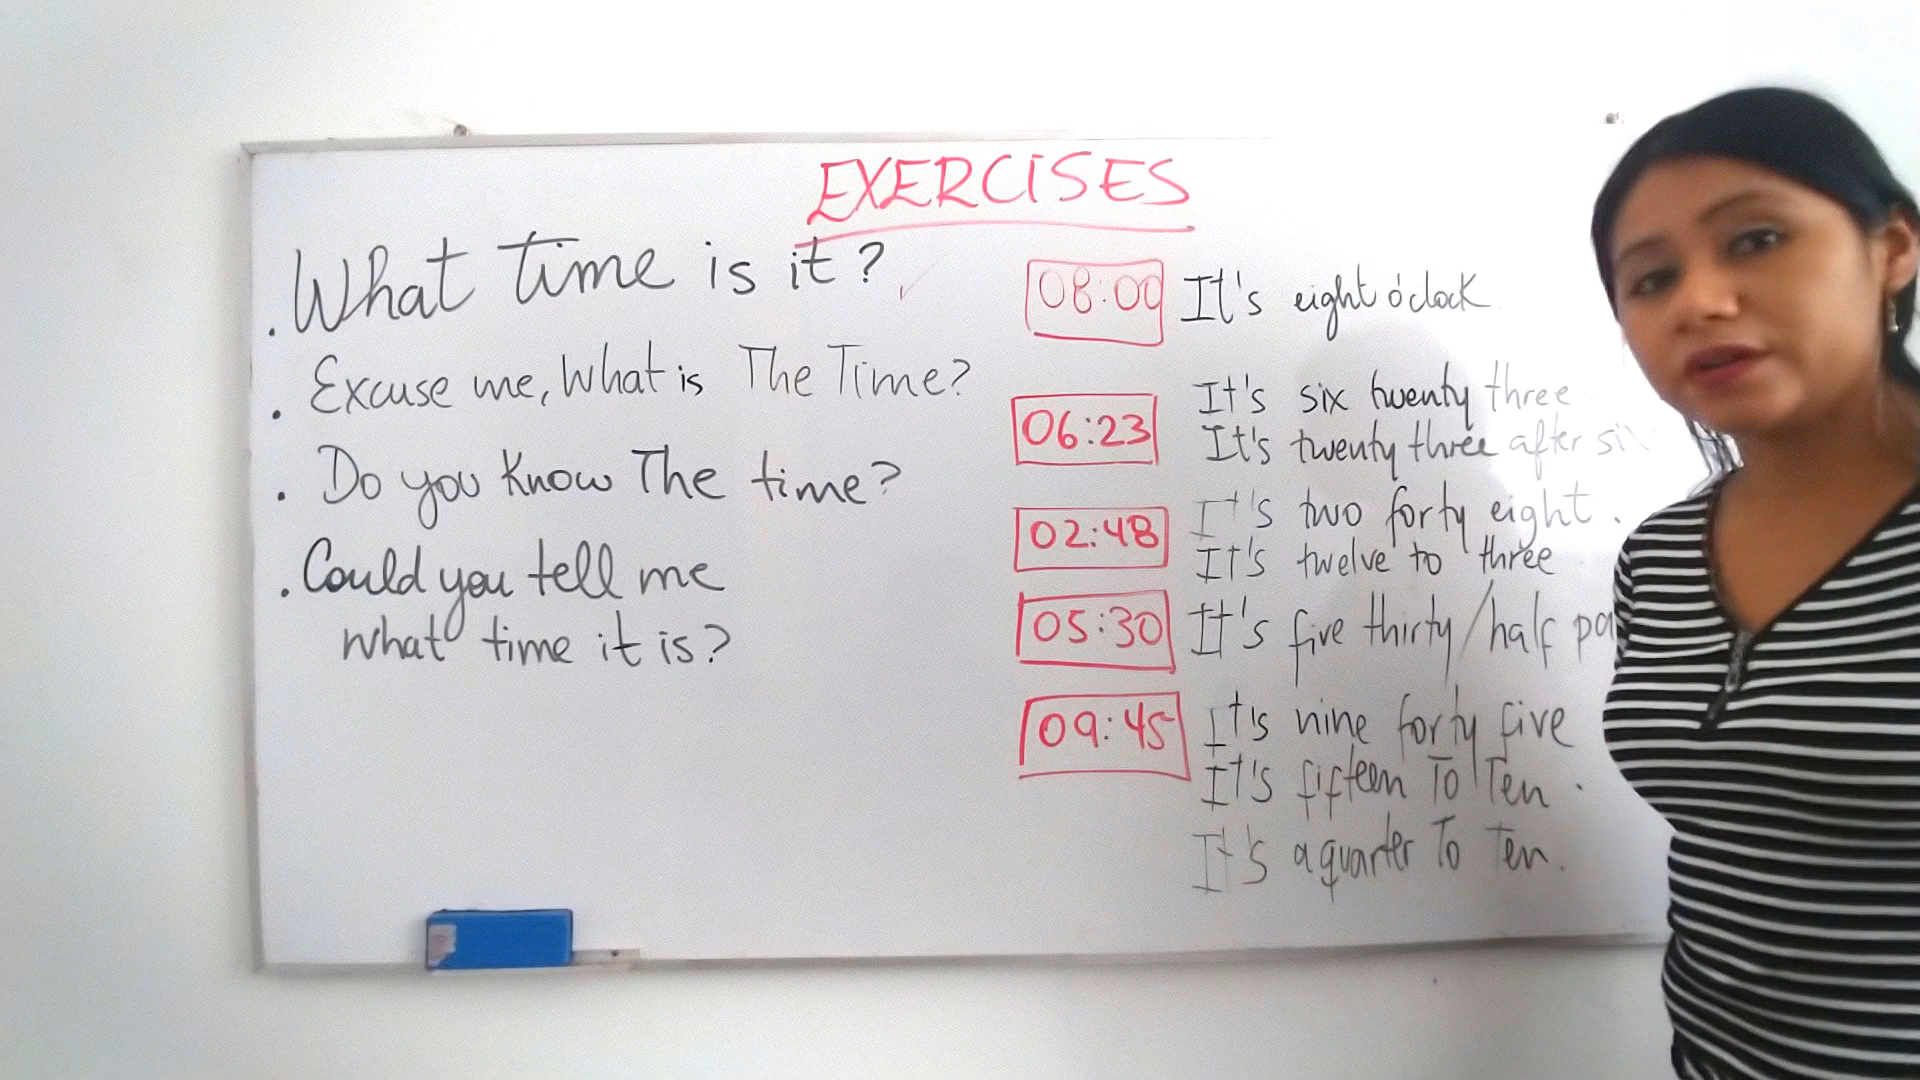 EXERCISES
. What time is it?
. Excuse me, What is The Time?
. Do you know The time?
. Could you tell me
what time it is?
08:00 It's eight o'clock
06:23
It's six twenty three
It's twenty three after six
02:48
It's two forty eight.
It's twelve to three
05:30 It's five thirty/half pa
09:45
It's nine forty five
It's fifteen To Ten.
It's a quarter To Ten.